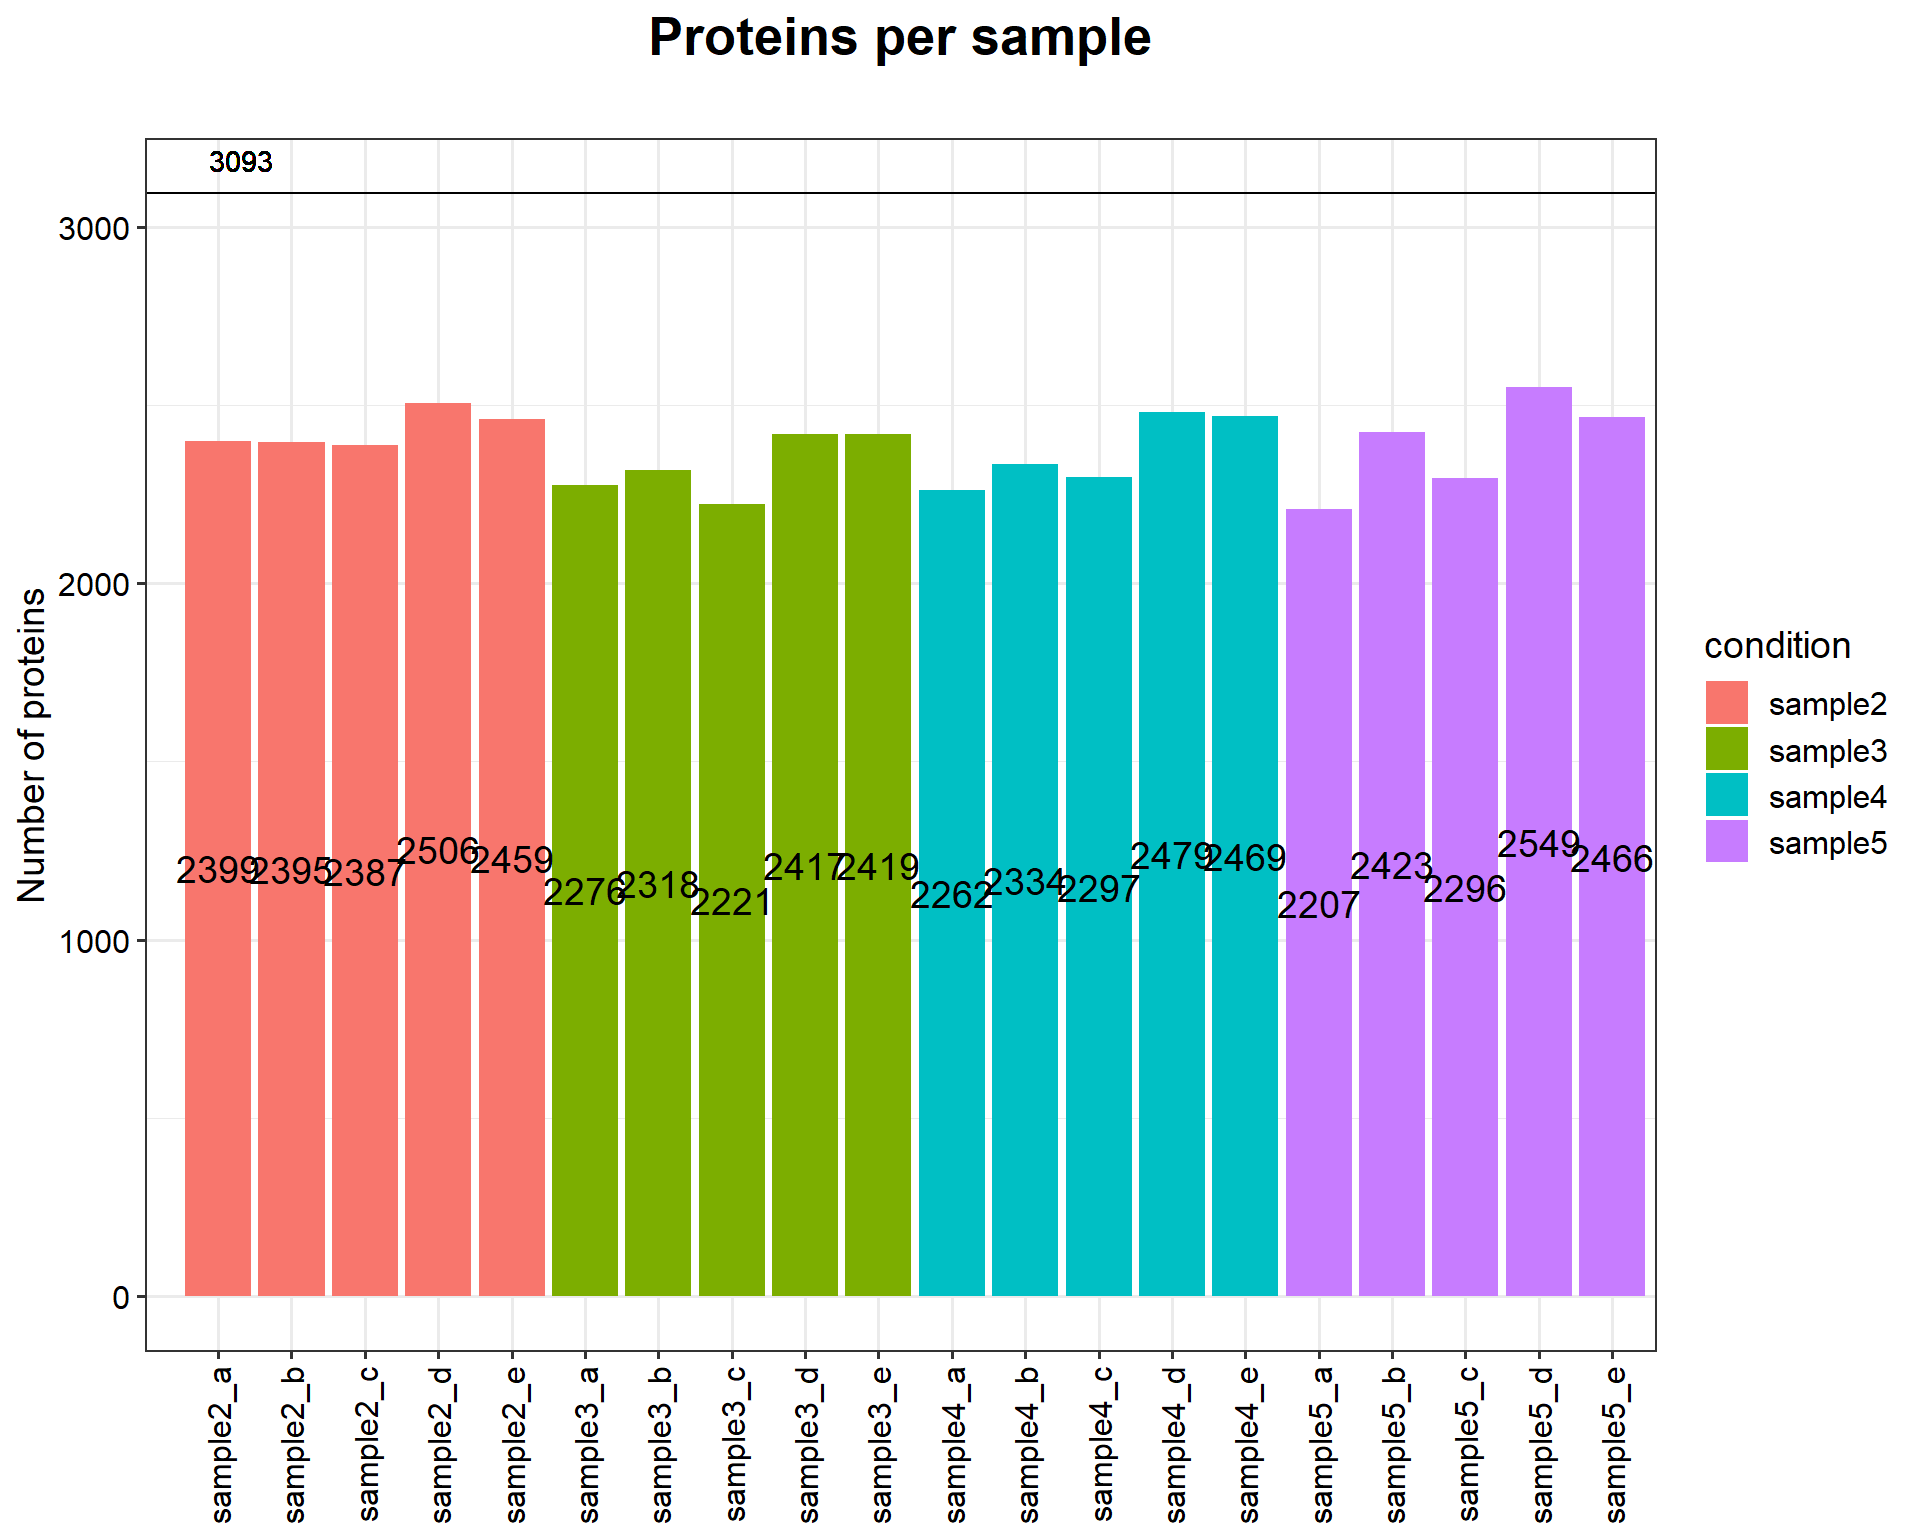 Proteins per sample
3093
3000
2000
1000
0
Number of proteins
2399
2395
2387
2506
2459
2276
2318
2221
2417
2419
2262
2334
2297
2479
2469
2207
2423
2296
2549
2466
sample2_a
sample2_b
sample2_c
sample2_d
sample2_e
sample3_a
sample3_b
sample3_c
sample3_d
sample3_e
sample4_a
sample4_b
sample4_c
sample4_d
sample4_e
sample5_a
sample5_b
sample5_c
sample5_d
sample5_e
condition
sample2
sample3
sample4
sample5